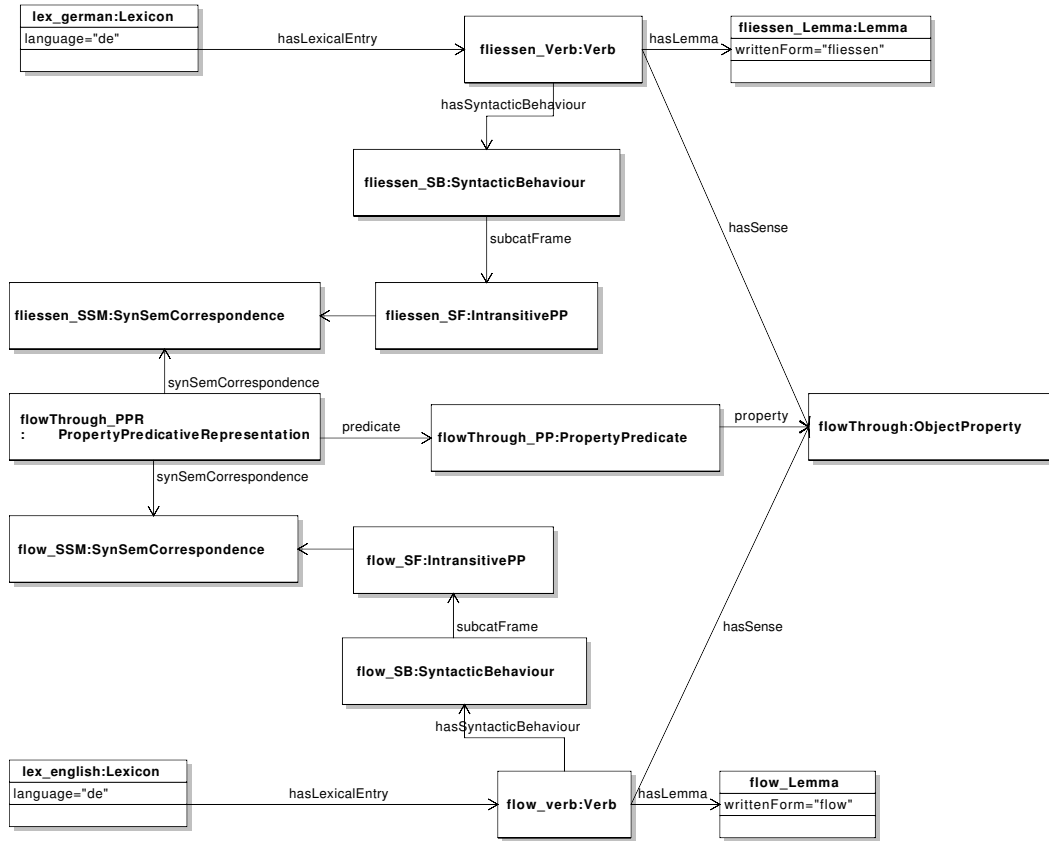 lex_german:Lexicon
language="de"
hasLexicalEntry
fliessen_Verb:Verb
hasLemma
fliessen_Lemma:Lemma
writtenForm="fliessen"
hasSyntacticBehaviour
fliessen_SB:SyntacticBehaviour
hasSense
subcatFrame
fliessen_SSM:SynSemCorrespondence
fliessen_SF:IntransitivePP
synSemCorrespondence
flowThrough_PPR
: PropertyPredicativeRepresentation
predicate
flowThrough_PP:PropertyPredicate
property
flowThrough:ObjectProperty
synSemCorrespondence
flow_SSM:SynSemCorrespondence
flow_SF:IntransitivePP
subcatFrame
hasSense
flow_SB:SyntacticBehaviour
hasSyntacticBehaviour
lex_english:Lexicon
language="de"
hasLexicalEntry
flow_verb:Verb
hasLemma
flow_Lemma
writtenForm="flow"